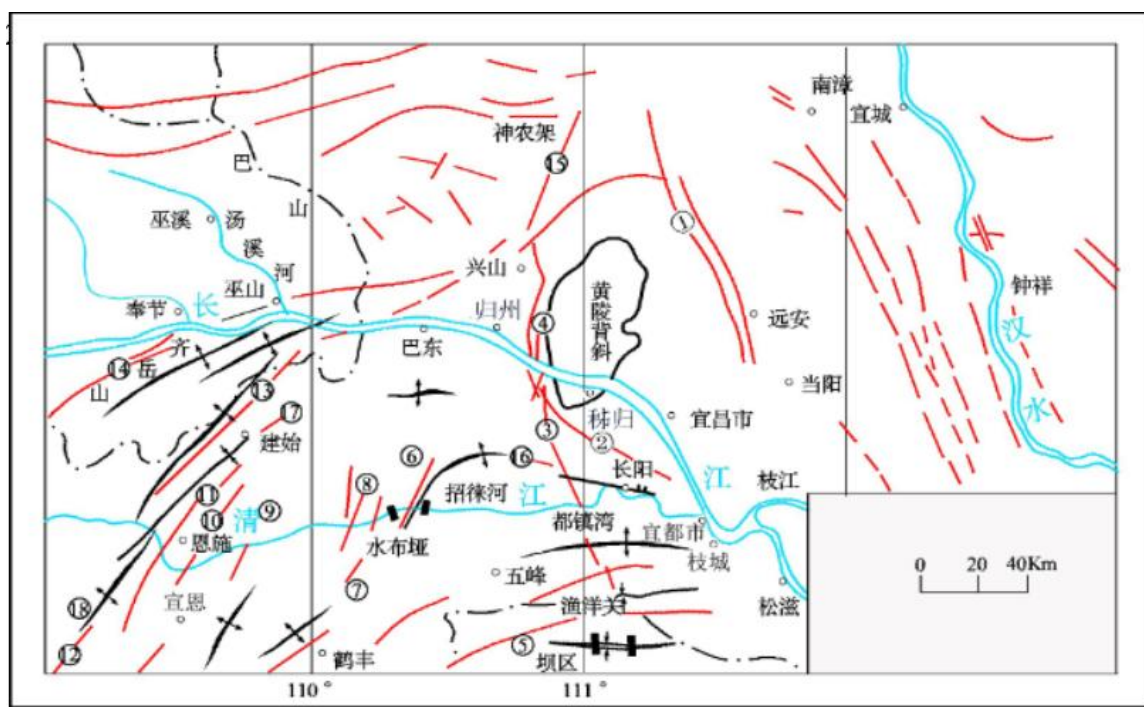 南漳
宜城
神农架
⑮
巴
山
巫溪
汤
溪
河
①
兴山
钟祥
巫山
奉节
长
归州
黄陵背斜
④
远安
汉
水
巴东
⑭
岳
齐
山
⑬
当阳
⑰
秭归
宜昌市
建始
③
②
⑥
⑯
长阳
⑧
江
江
枝江
⑪
招徕河
⑩
清
⑨
都镇湾
宜都市
恩施
水布垭
枝城
0 20 40Km
五峰
⑦
松滋
⑱
宣恩
渔洋关
⑤
⑫
鹤丰
坝区
110°
111°